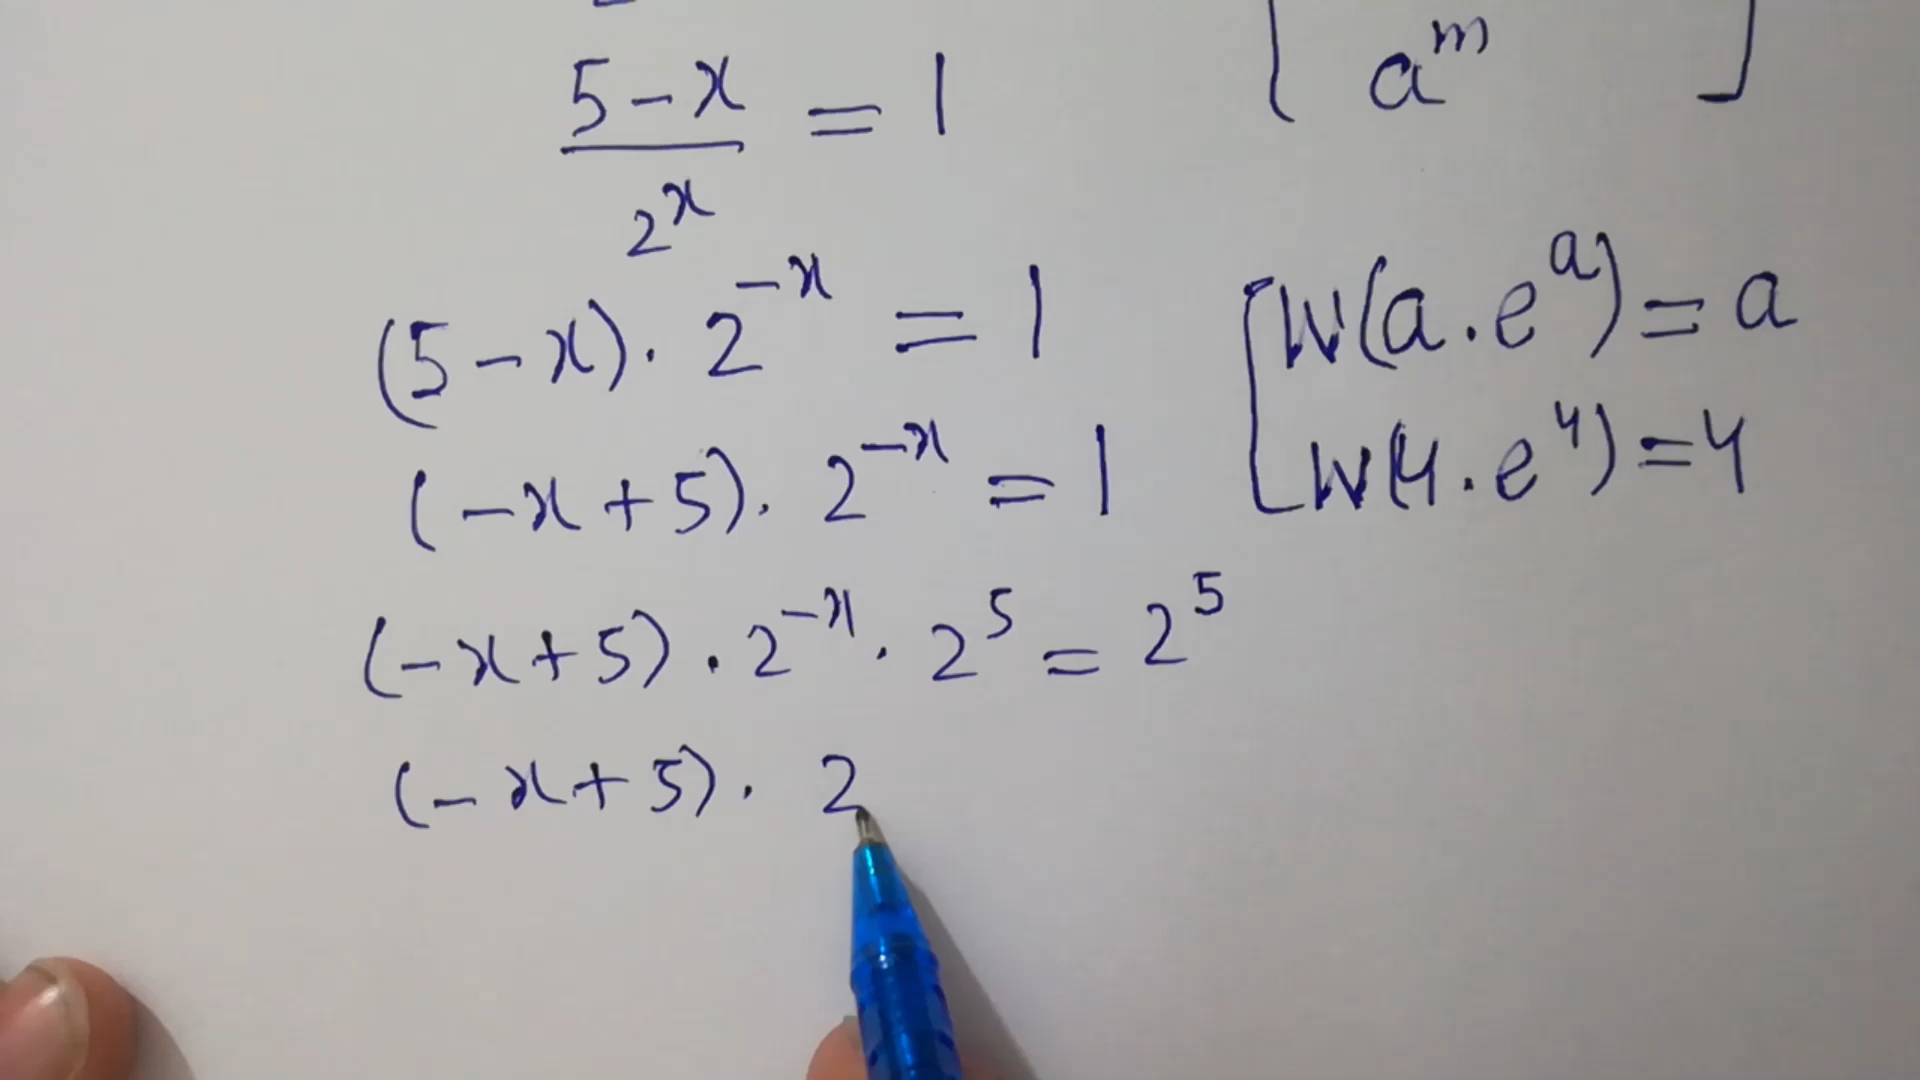 5-x/2^x = 1
a^m
(5-x)·2^-x = 1
[W(a·e^a)=a
(-x+5)·2^-x = 1
W(4·e^4)=4
(-x+5)·2^-x·2^5 = 2^5
(-x+5)·2